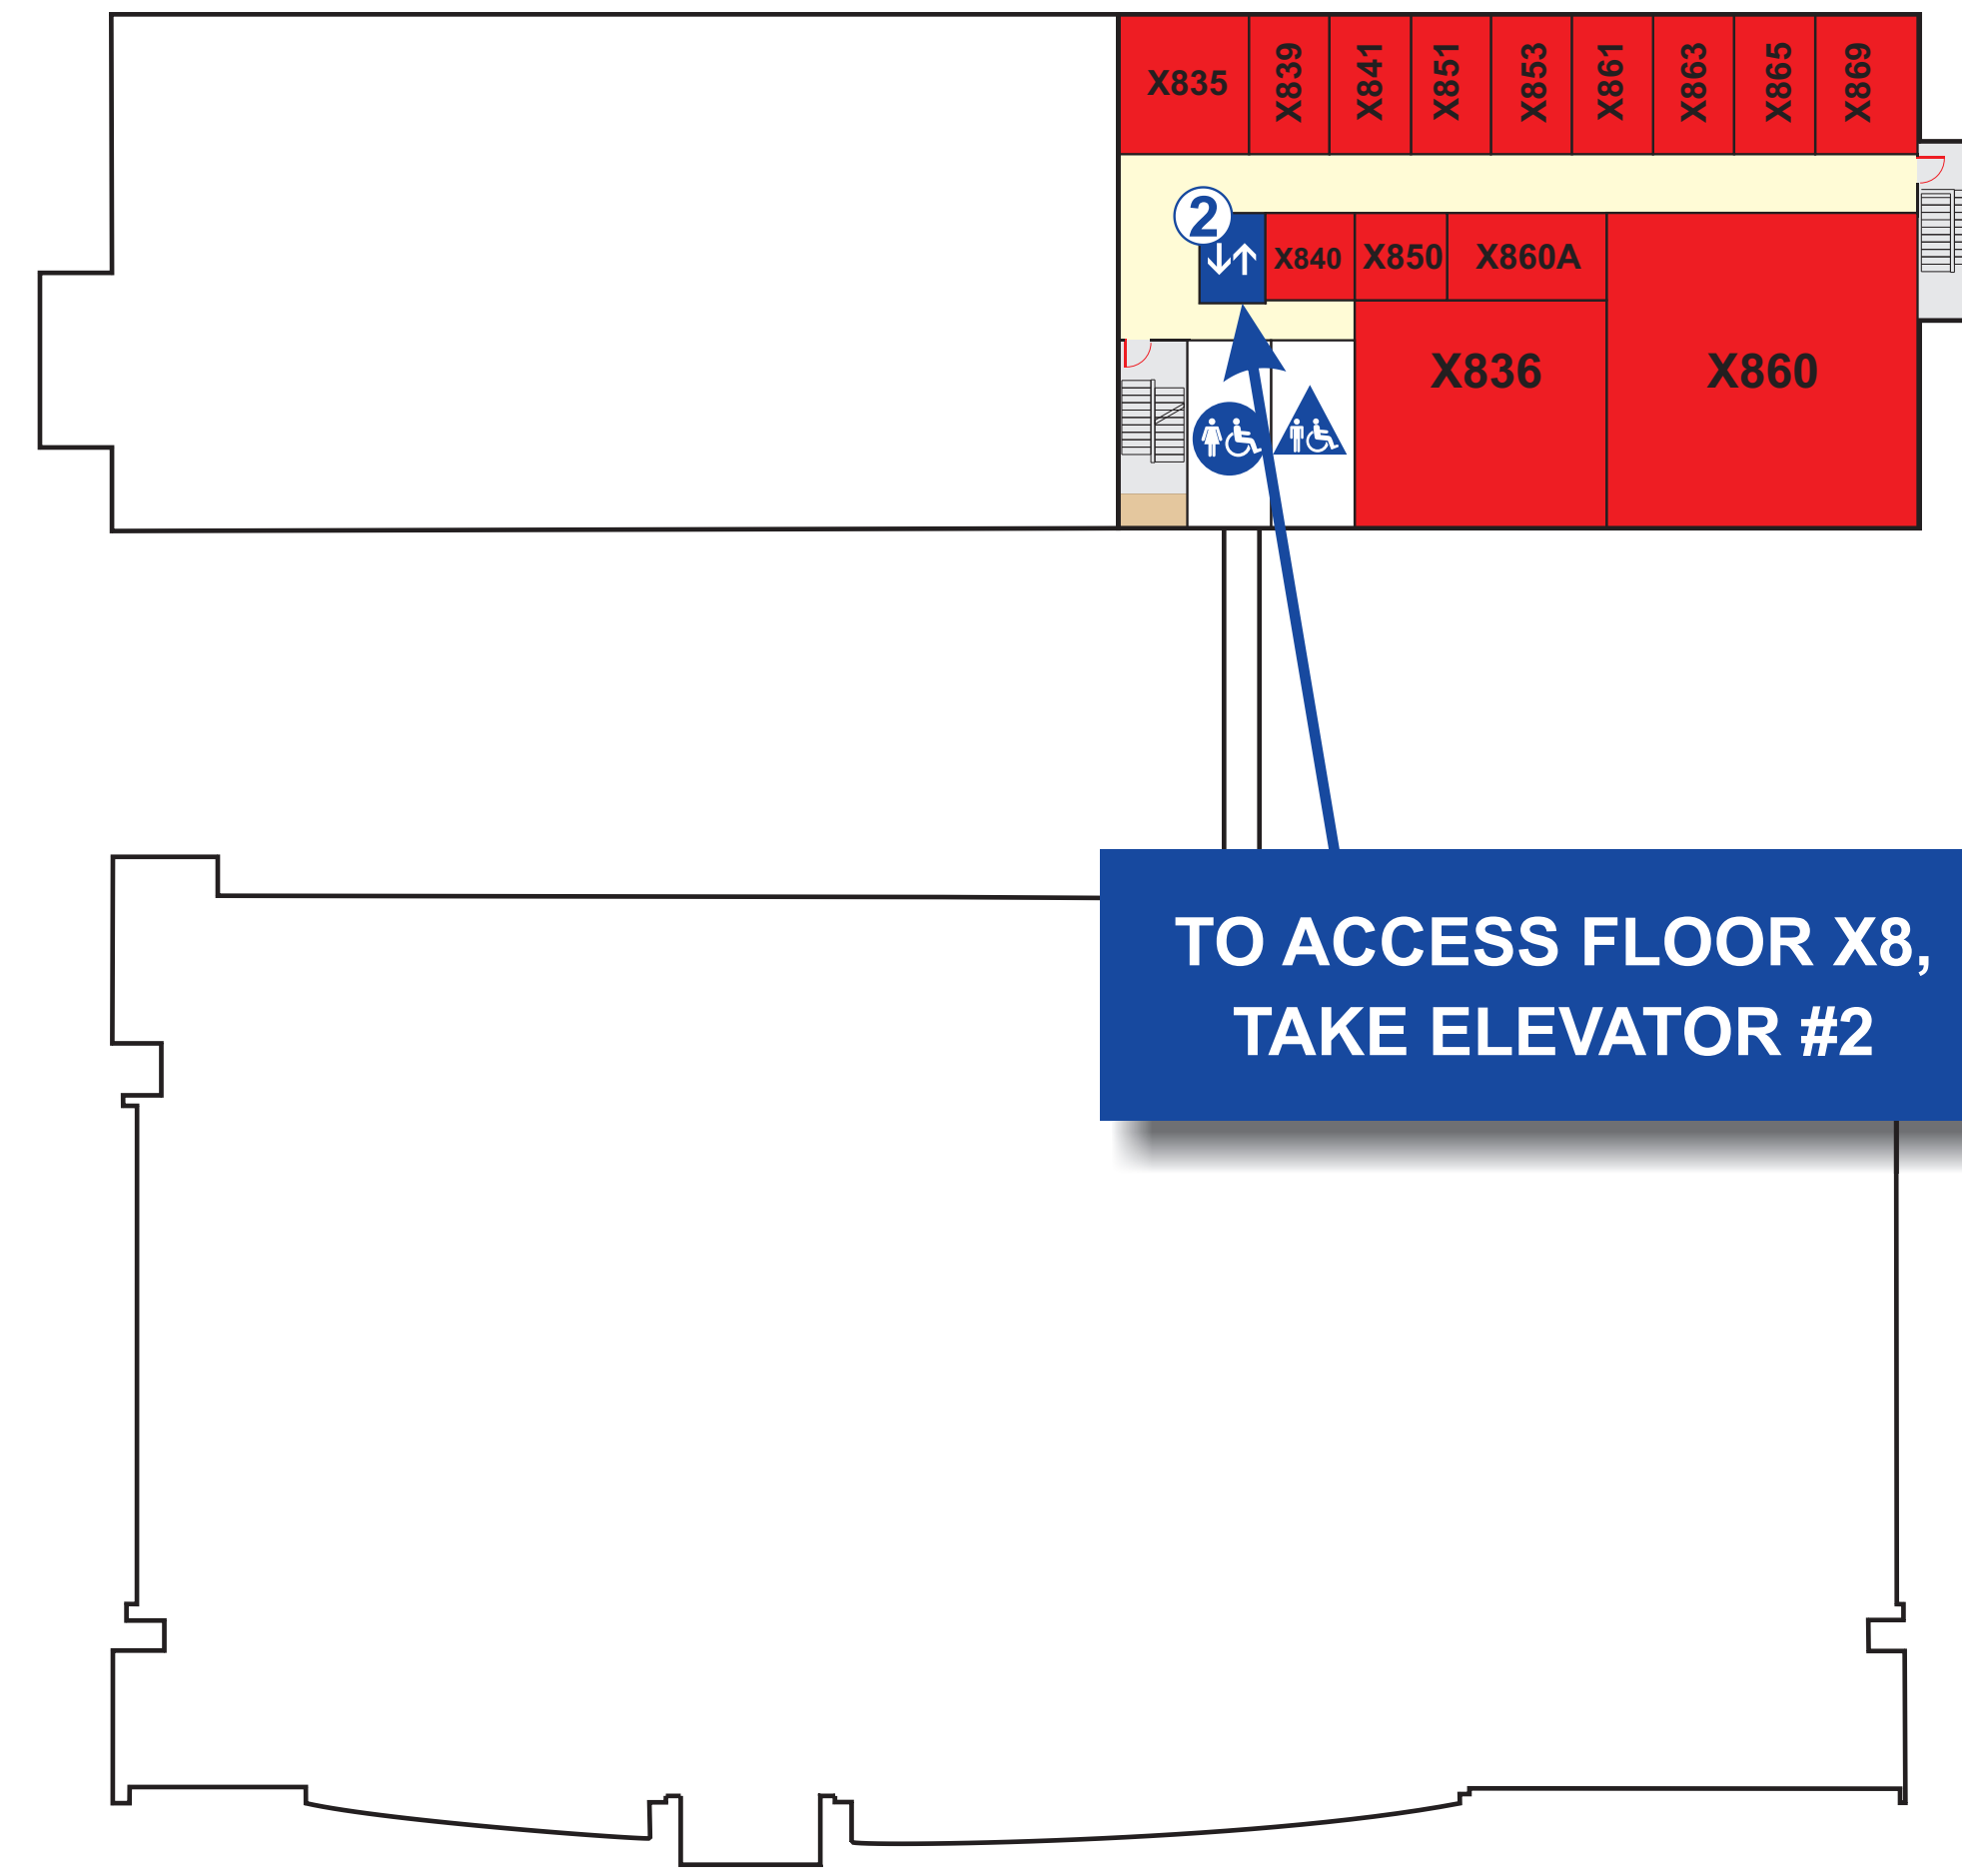 X835
X839
X841
X851
X853
X861
X863
X865
X869
2
X840
X850
X860A
X836
X860
TO ACCESS FLOOR X8,
TAKE ELEVATOR #2